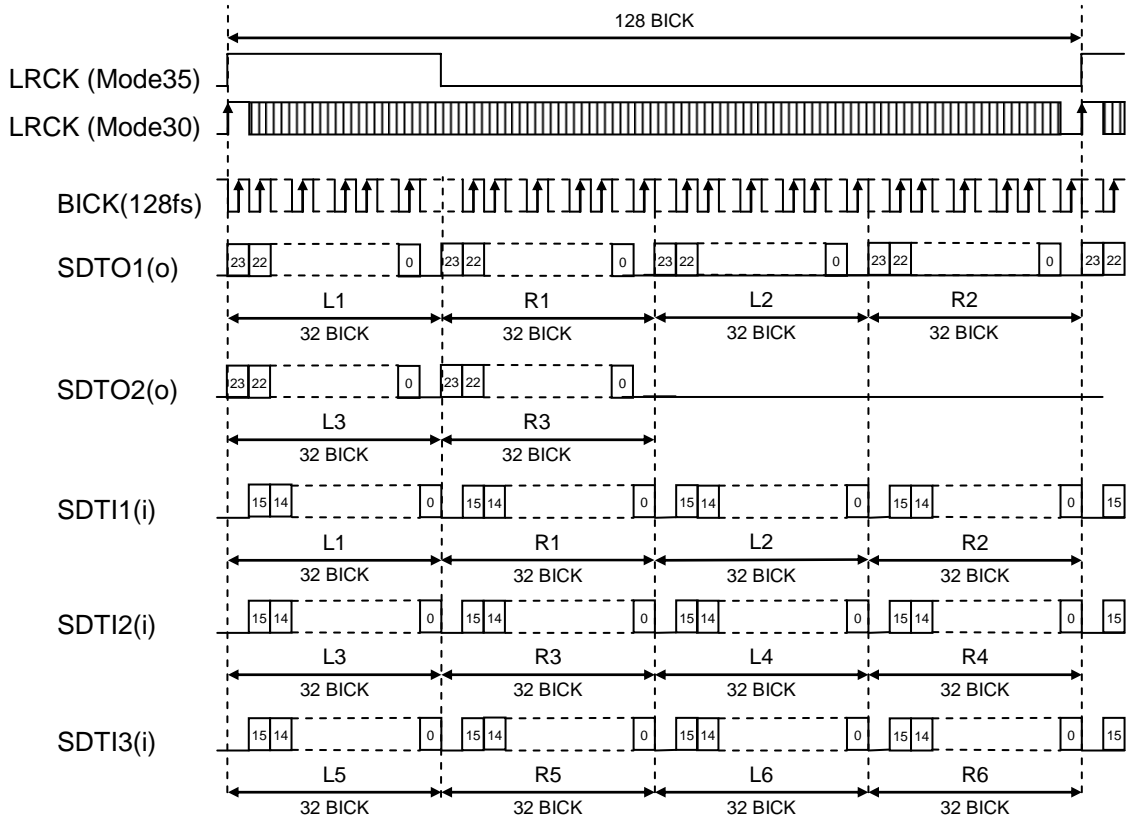 128 BICK
LRCK (Mode35)
LRCK (Mode30)
BICK(128fs)
SDTO1(o)
23 22 0 23 22 0 23 22 0 23 22 0 23 22
L1 R1 L2 R2
32 BICK 32 BICK 32 BICK 32 BICK
SDTO2(o)
23 22 0 23 22 0
L3 R3
32 BICK 32 BICK
SDTI1(i)
15 14 0 15 14 0 15 14 0 15 14 0 15
L1 R1 L2 R2
32 BICK 32 BICK 32 BICK 32 BICK
SDTI2(i)
15 14 0 15 14 0 15 14 0 15 14 0 15
L3 R3 L4 R4
32 BICK 32 BICK 32 BICK 32 BICK
SDTI3(i)
15 14 0 15 14 0 15 14 0 15 14 0 15
L5 R5 L6 R6
32 BICK 32 BICK 32 BICK 32 BICK